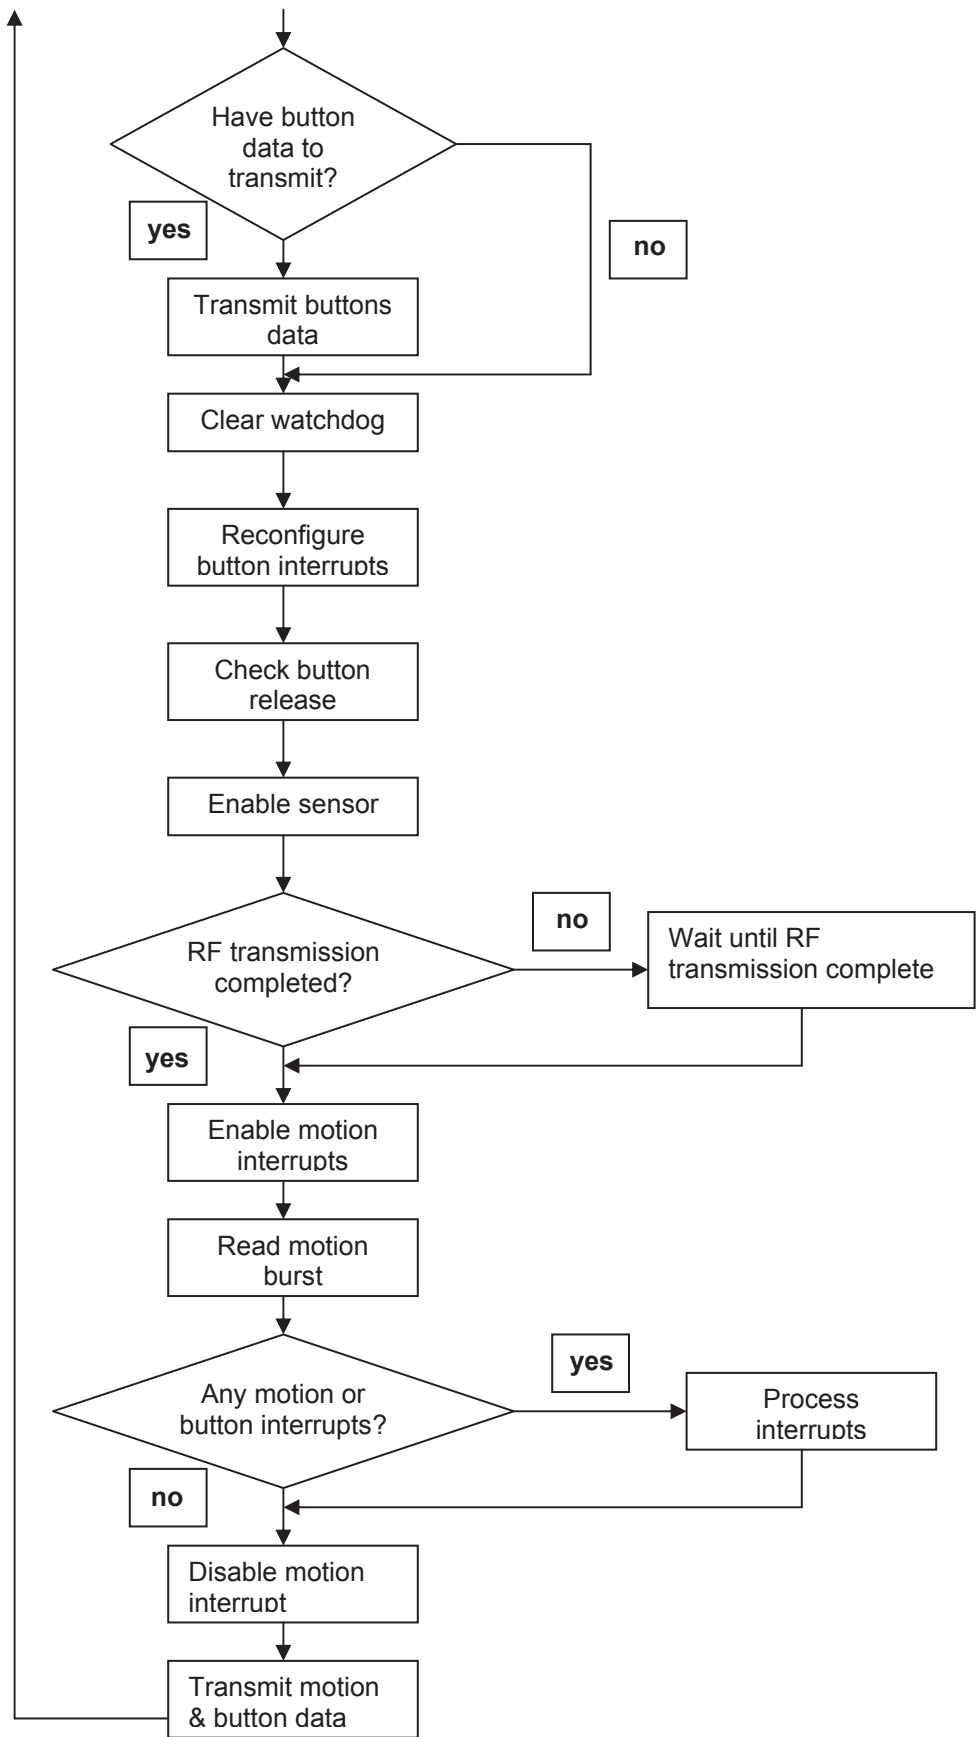 Have button
data to
transmit?
yes
no
Transmit buttons
data
Clear watchdog
Reconfigure
button interrupts
Check button
release
Enable sensor
RF transmission
completed?
no
Wait until RF
transmission complete
yes
Enable motion
interrupts
Read motion
burst
Any motion or
button interrupts?
yes
Process
interrupts
no
Disable motion
interrupt
Transmit motion
& button data